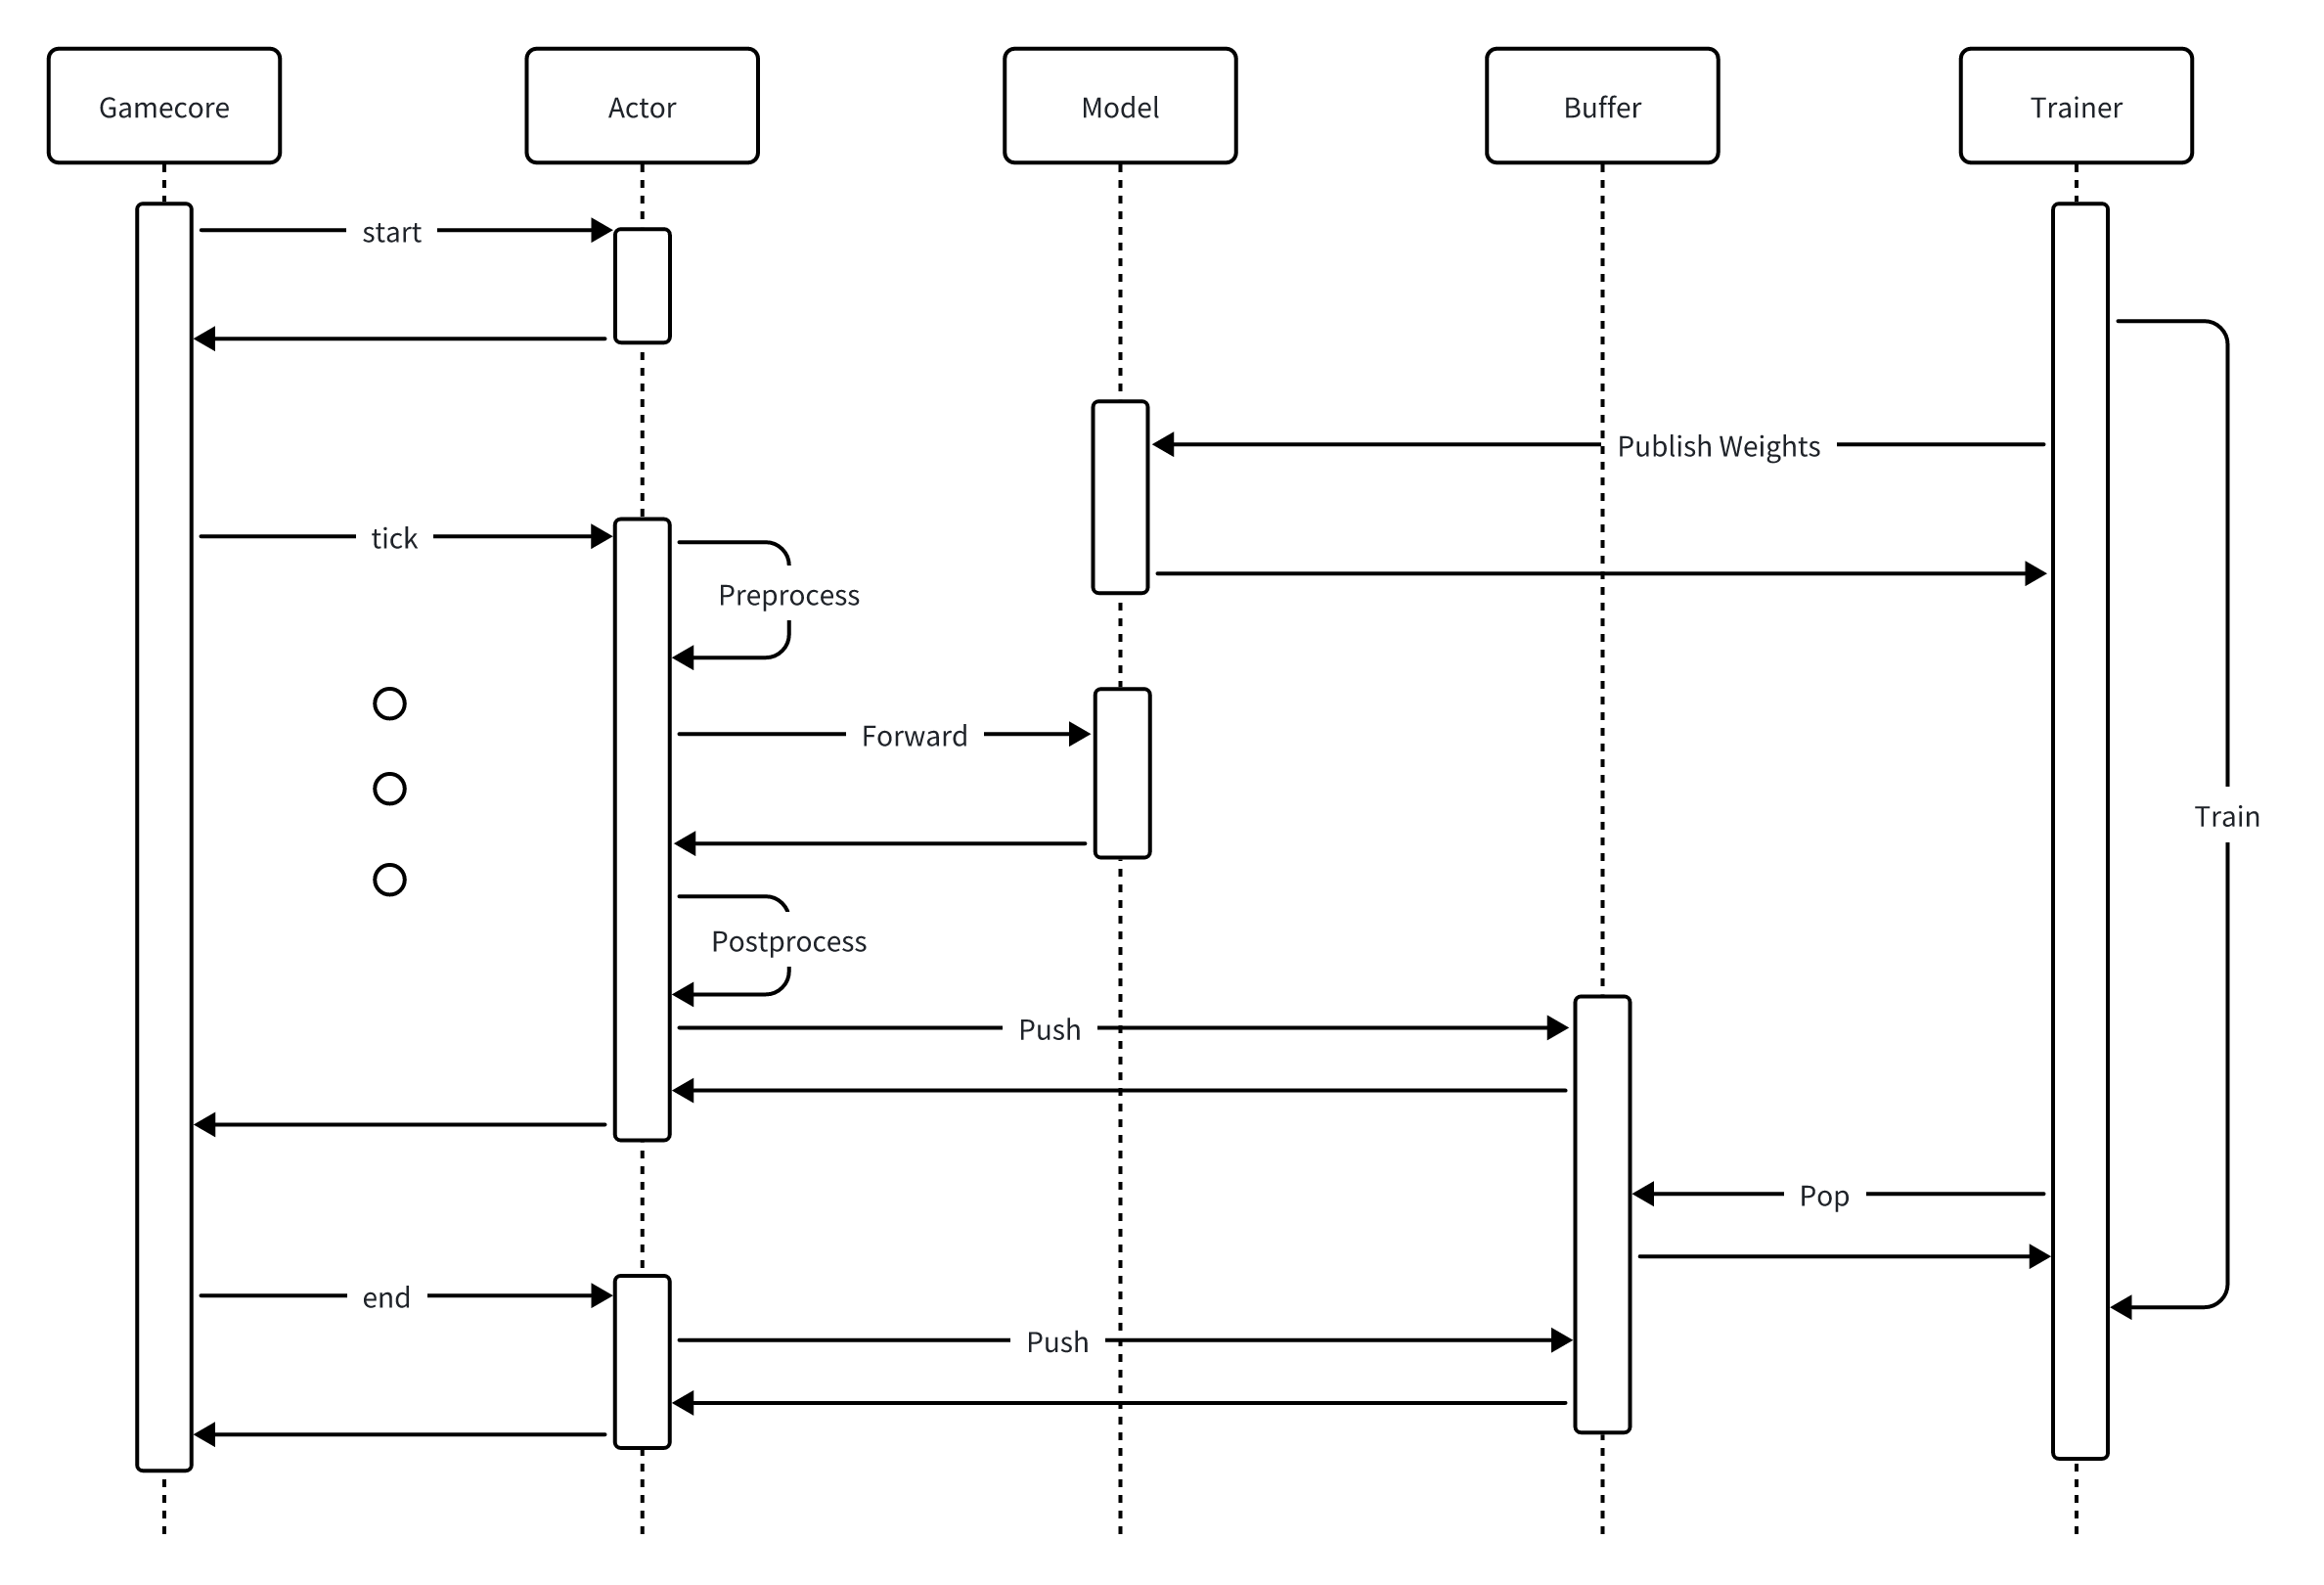 Gamecore
Actor
Model
Buffer
Trainer
start
Publish Weights
tick
Preprocess
Forward
Train
Postprocess
Push
Pop
end
Push